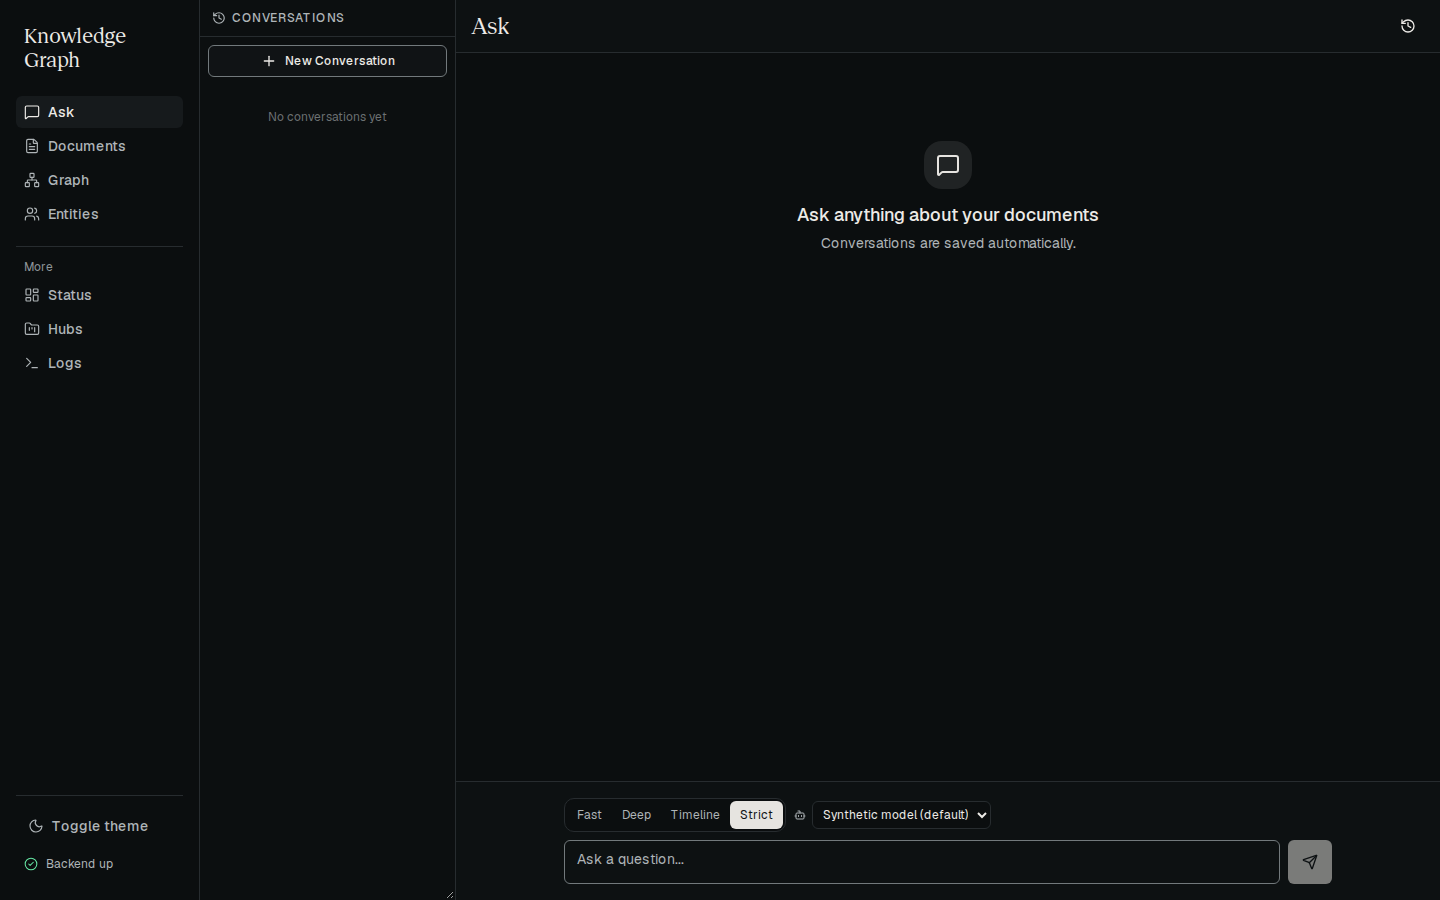 Knowledge
Graph
Ask
Documents
Graph
Entities
More
Status
Hubs
Logs
Toggle theme
Backend up
CONVERSATIONS
New Conversation
No conversations yet
Ask
Ask anything about your documents
Conversations are saved automatically.
Fast Deep Timeline Strict Synthetic model (default)
Ask a question...